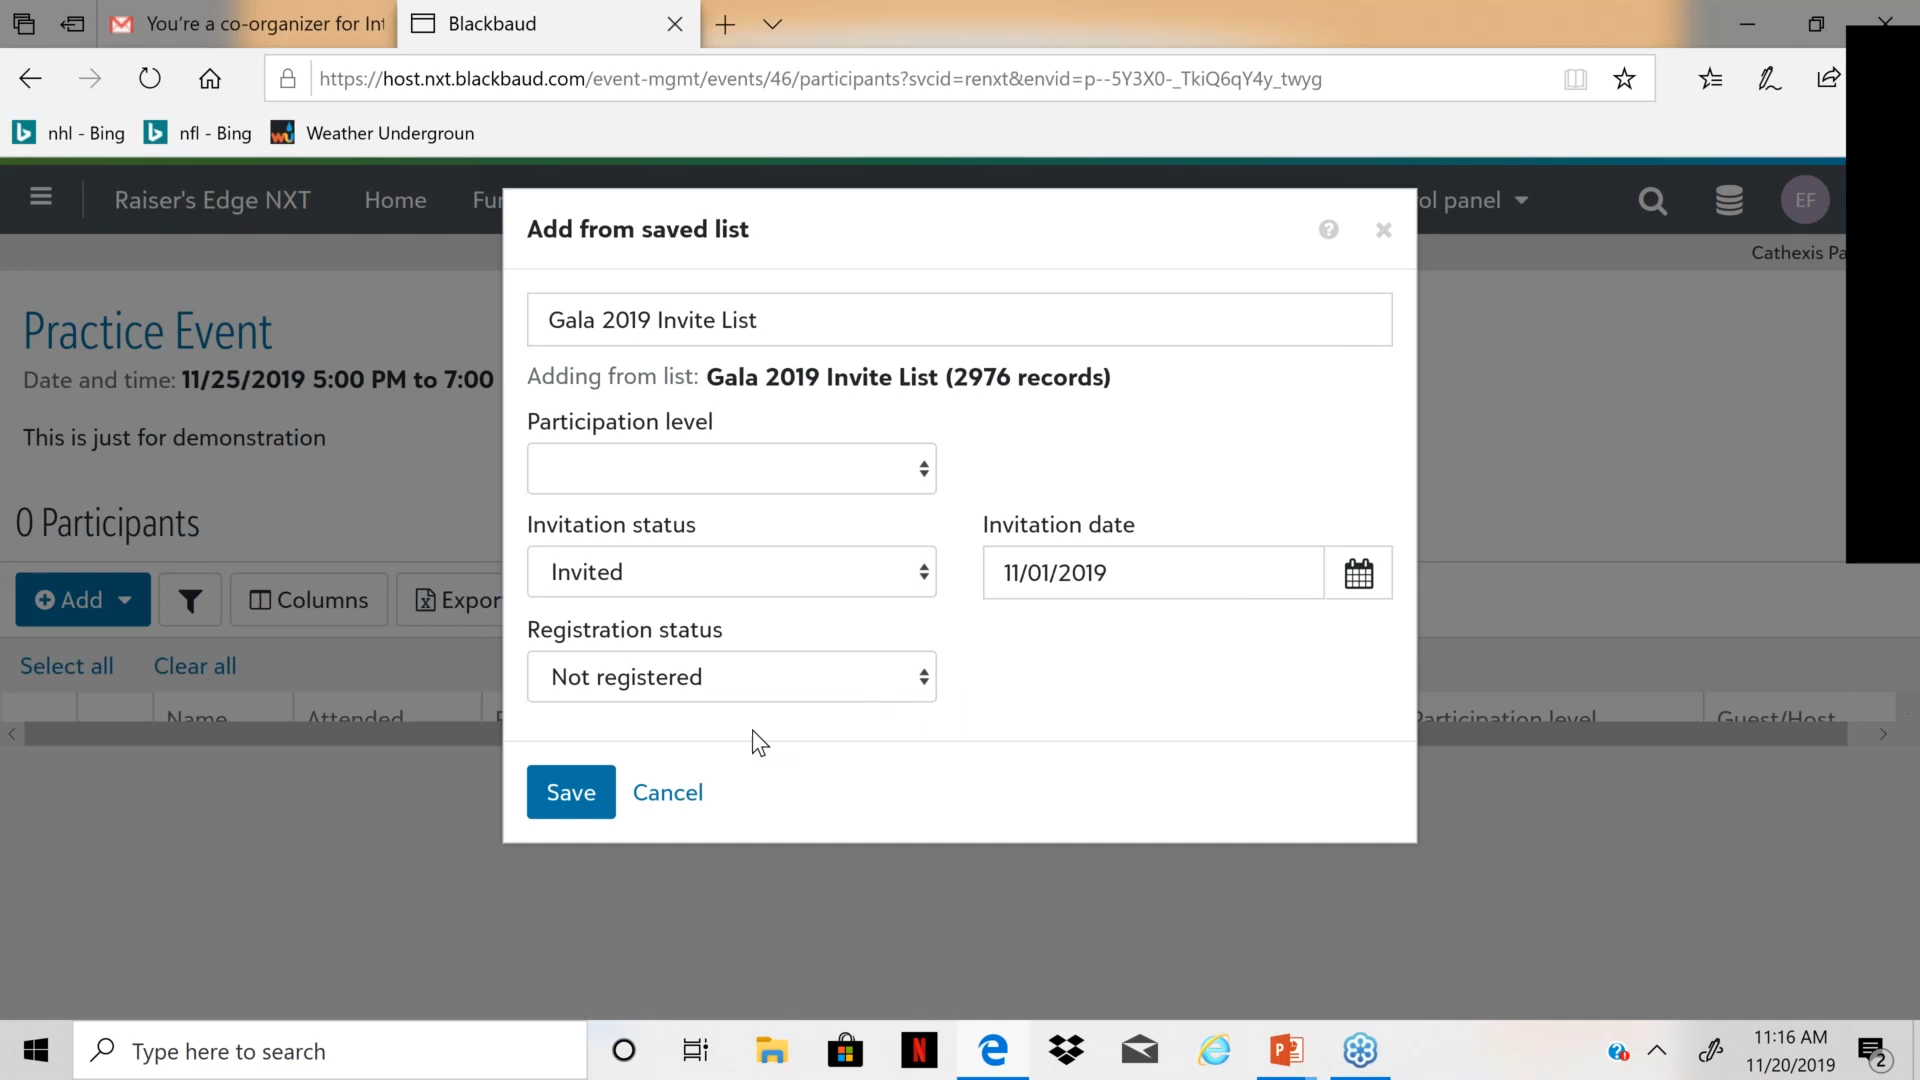 You're a co-organizer for Int
Blackbaud
https://host.nxt.blackbaud.com/event-mgmt/events/46/participants?svcid=renxt&envid=p--5Y3X0-_TkiQ6qY4y_twyg
nhl - Bing
nfl - Bing
Weather Undergroun
Raiser's Edge NXT
Home
Fur
ol panel
EF
Cathexis Pa
Add from saved list
Practice Event
Date and time: 11/25/2019 5:00 PM to 7:00
This is just for demonstration
0 Participants
Add
Columns
Expor
Select all
Clear all
Name
Attended
Participation level
Guest/Host
Gala 2019 Invite List
Adding from list: Gala 2019 Invite List (2976 records)
Participation level
Invitation status
Invitation date
Invited
11/01/2019
Registration status
Not registered
Save
Cancel
Type here to search
11:16 AM
11/20/2019
2